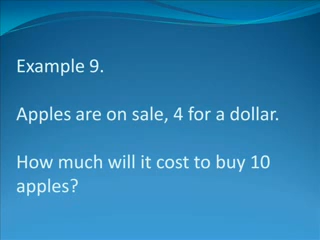 Example 9.
Apples are on sale, 4 for a dollar.
How much will it cost to buy 10
apples?